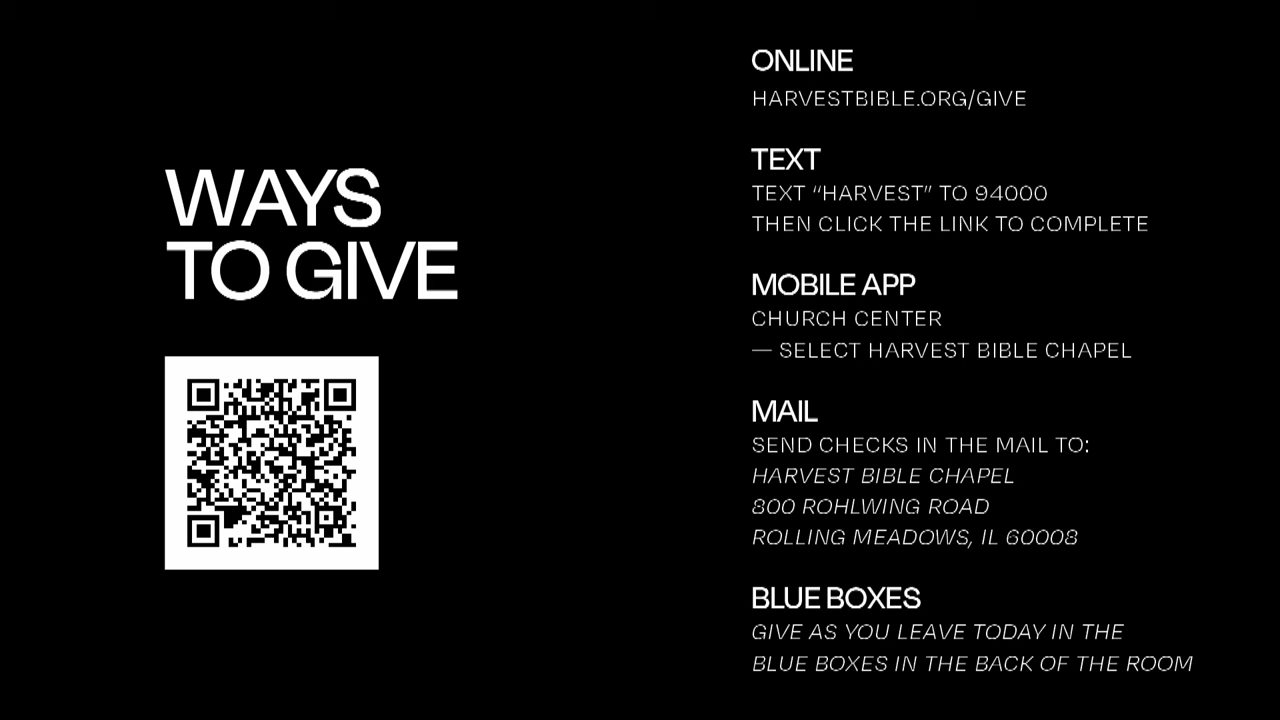 WAYS
TO GIVE
ONLINE
HARVESTBIBLE.ORG/GIVE
TEXT
TEXT “HARVEST” TO 94000
THEN CLICK THE LINK TO COMPLETE
MOBILE APP
CHURCH CENTER
— SELECT HARVEST BIBLE CHAPEL
MAIL
SEND CHECKS IN THE MAIL TO:
HARVEST BIBLE CHAPEL
800 ROHLWING ROAD
ROLLING MEADOWS, IL 60008
BLUE BOXES
GIVE AS YOU LEAVE TODAY IN THE
BLUE BOXES IN THE BACK OF THE ROOM